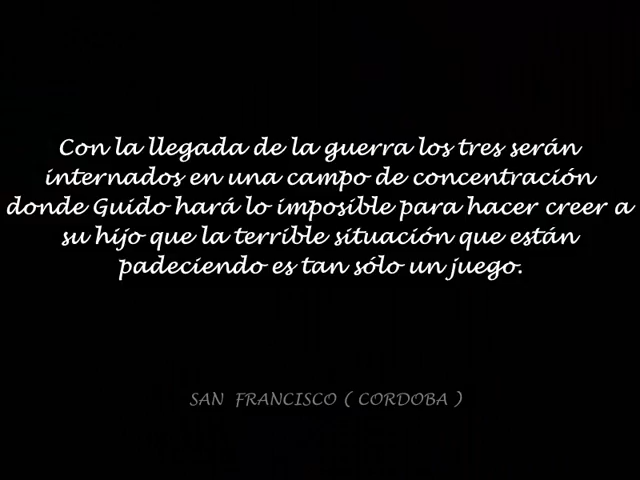 Con la llegada de la guerra los tres serán
internados en una campo de concentración
donde Guido hará lo imposible para hacer creer a
su hijo que la terrible situación que están
padeciendo es tan sólo un juego.
SAN FRANCISCO ( CORDOBA )